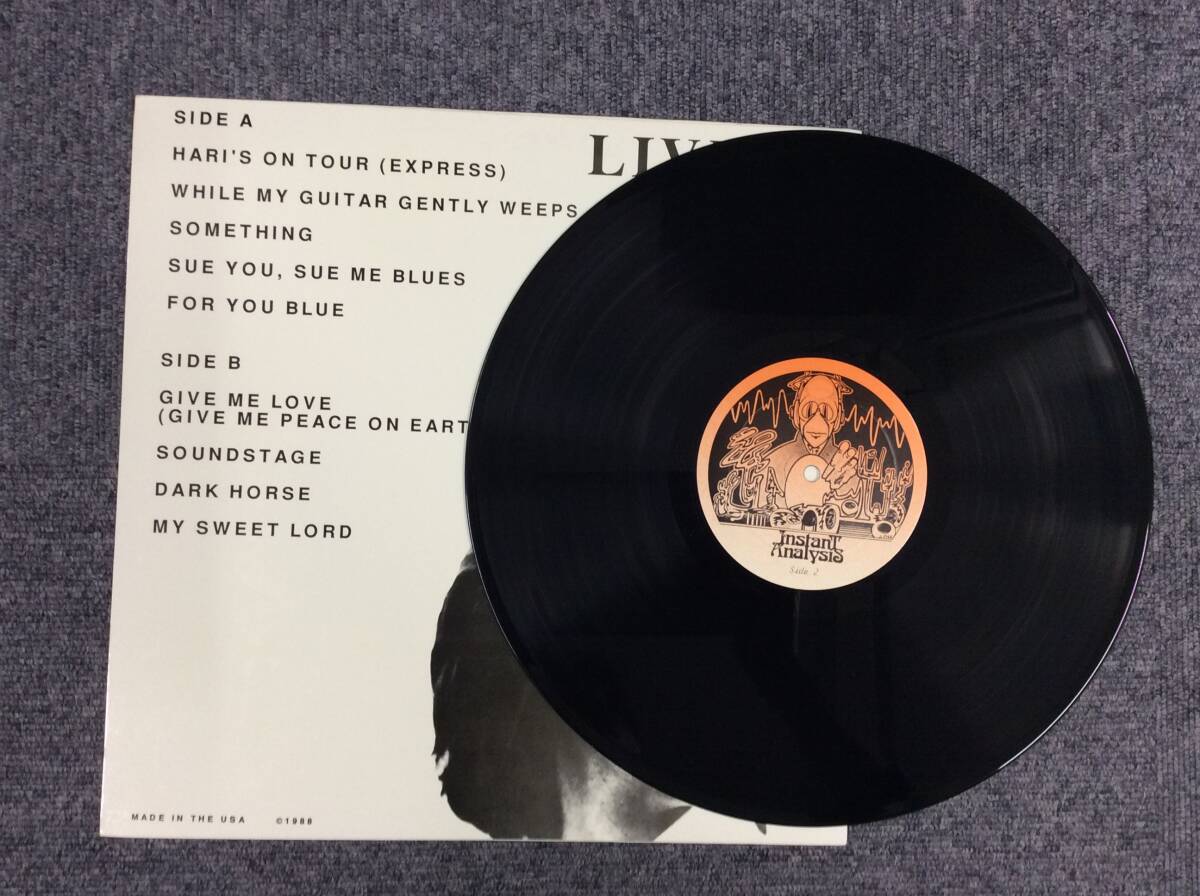 SIDE A
HARI'S ON TOUR (EXPRESS)
WHILE MY GUITAR GENTLY WEEPS
SOMETHING
SUE YOU, SUE ME BLUES
FOR YOU BLUE
SIDE B
GIVE ME LOVE
(GIVE ME PEACE ON EART
SOUNDSTAGE
DARK HORSE
MY SWEET LORD
MADE IN THE USA ©1988
LIV
Instant
Analysis
Side 2